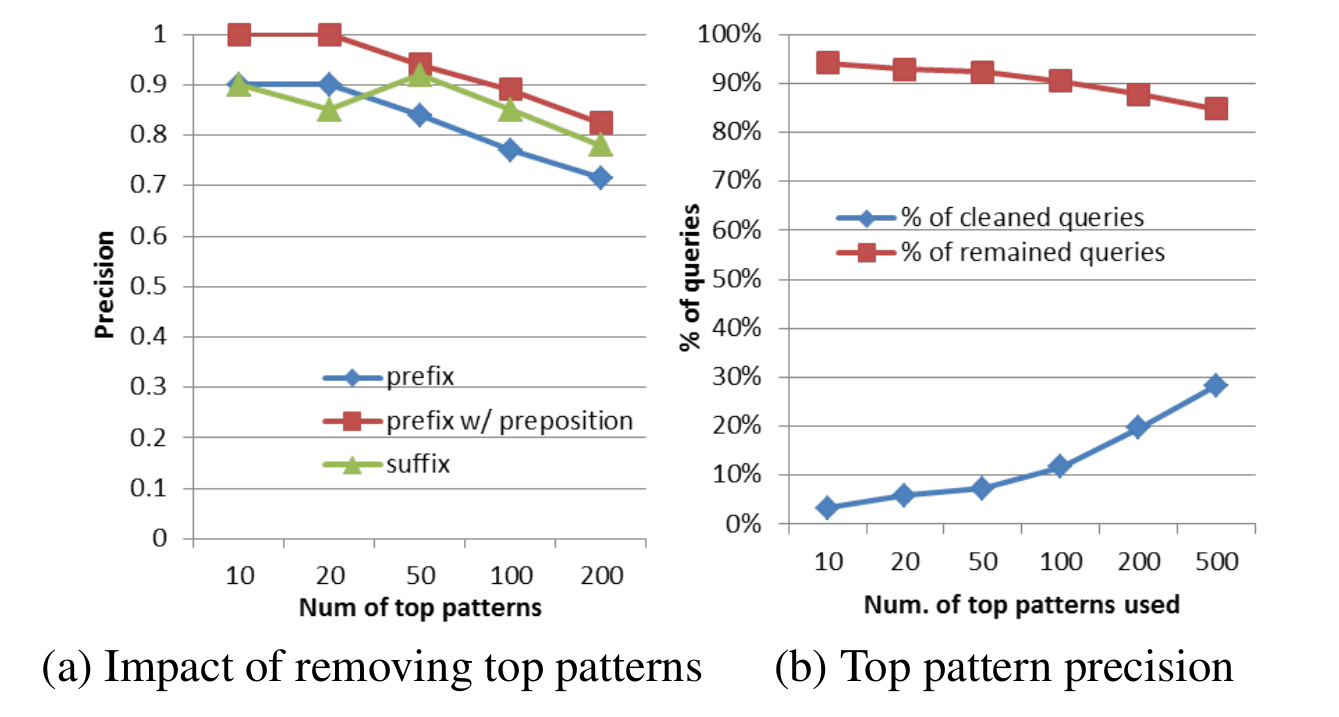 1
0.9
0.8
0.7
0.6
0.5
0.4
0.3
0.2
0.1
0
Precision
prefix
prefix w/ preposition
suffix
10 20 50 100 200
Num of top patterns
(a) Impact of removing top patterns
100%
90%
80%
70%
60%
50%
40%
30%
20%
10%
0%
% of queries
% of cleaned queries
% of remained queries
10 20 50 100 200 500
Num. of top patterns used
(b) Top pattern precision